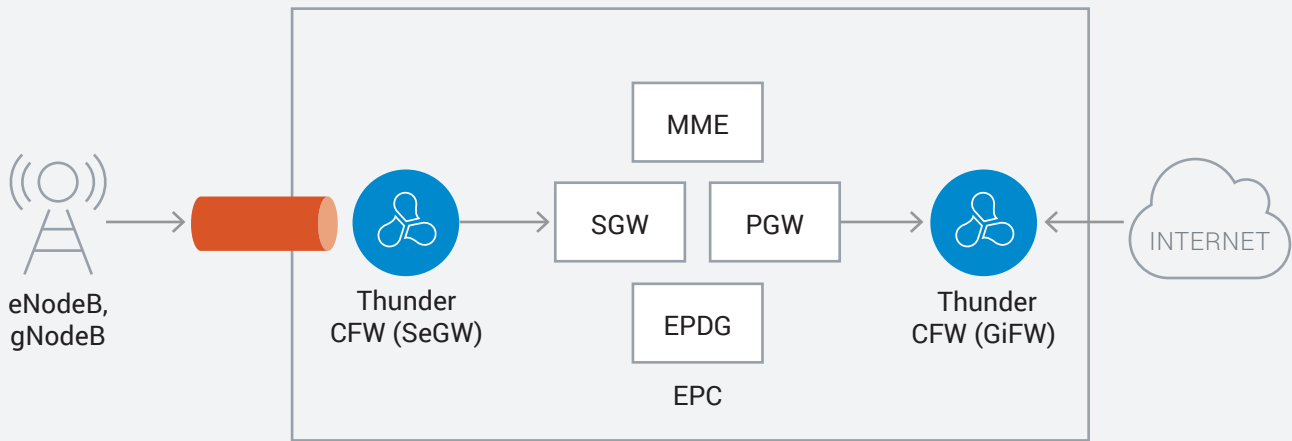 MME
SGW
PGW
INTERNET
eNodeB,
gNodeB
Thunder
CFW (SeGW)
EPDG
Thunder
CFW (GiFW)
EPC